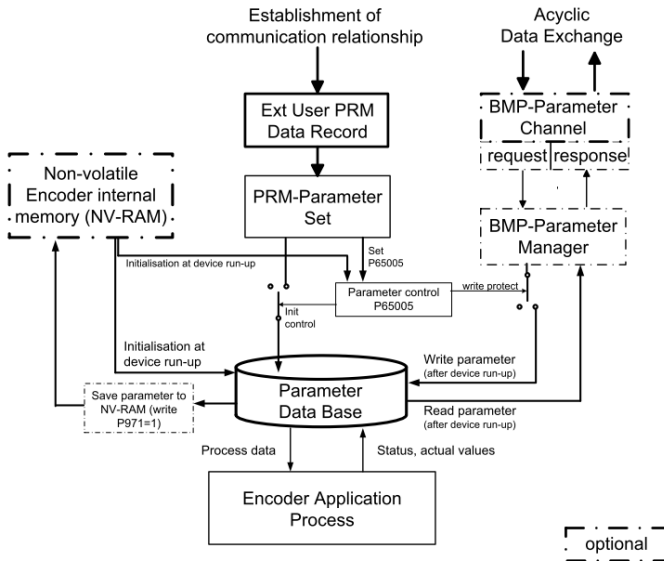 Establishment of
communication relationship
Acyclic
Data Exchange
Ext User PRM
Data Record
BMP-Parameter
Channel
request
response
Non-volatile
Encoder internal
memory (NV-RAM)
PRM-Parameter
Set
BMP-Parameter
Manager
Initialisation at device run-up
Set
P65005
Parameter control
P65005
write protect
Init
control
Initialisation at
device run-up
Write parameter
(after device run-up)
Save parameter to
NV-RAM (write
P971=1)
Parameter
Data Base
Read parameter
(after device run-up)
Process data
Status, actual values
Encoder Application
Process
optional